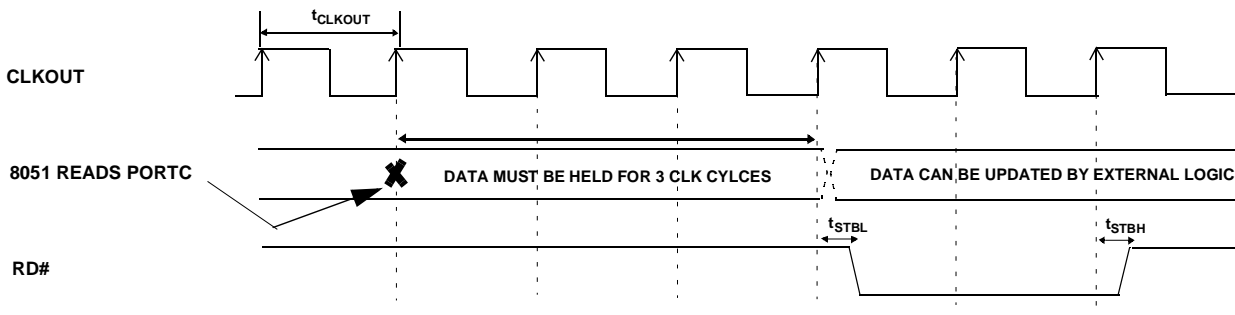 tCLKOUT
CLKOUT
8051 READS PORTC
DATA MUST BE HELD FOR 3 CLK CYLCES
DATA CAN BE UPDATED BY EXTERNAL LOGIC
tSTBL
tSTBH
RD#